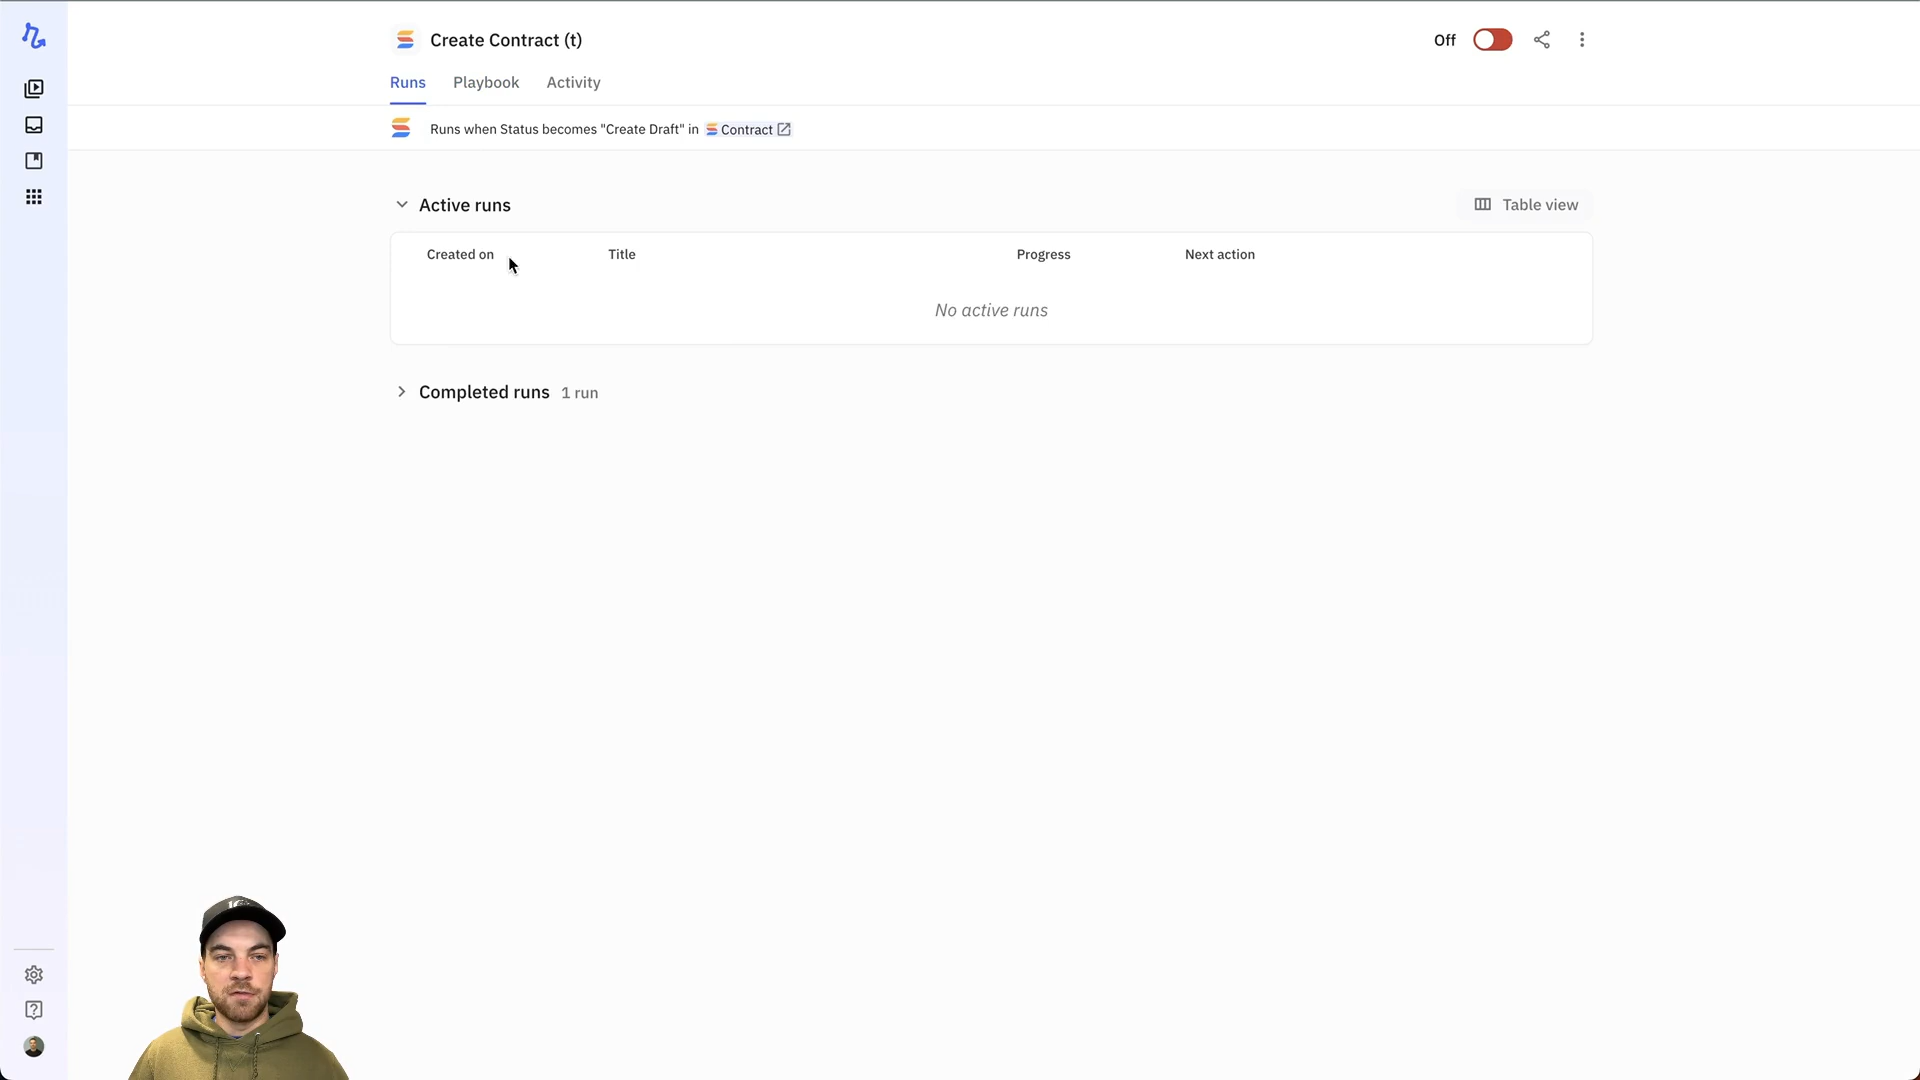 Create Contract (t)
Off
Runs
Playbook
Activity
Runs when Status becomes "Create Draft" in Contract
Active runs
Table view
Created on
Title
Progress
Next action
No active runs
Completed runs 1 run